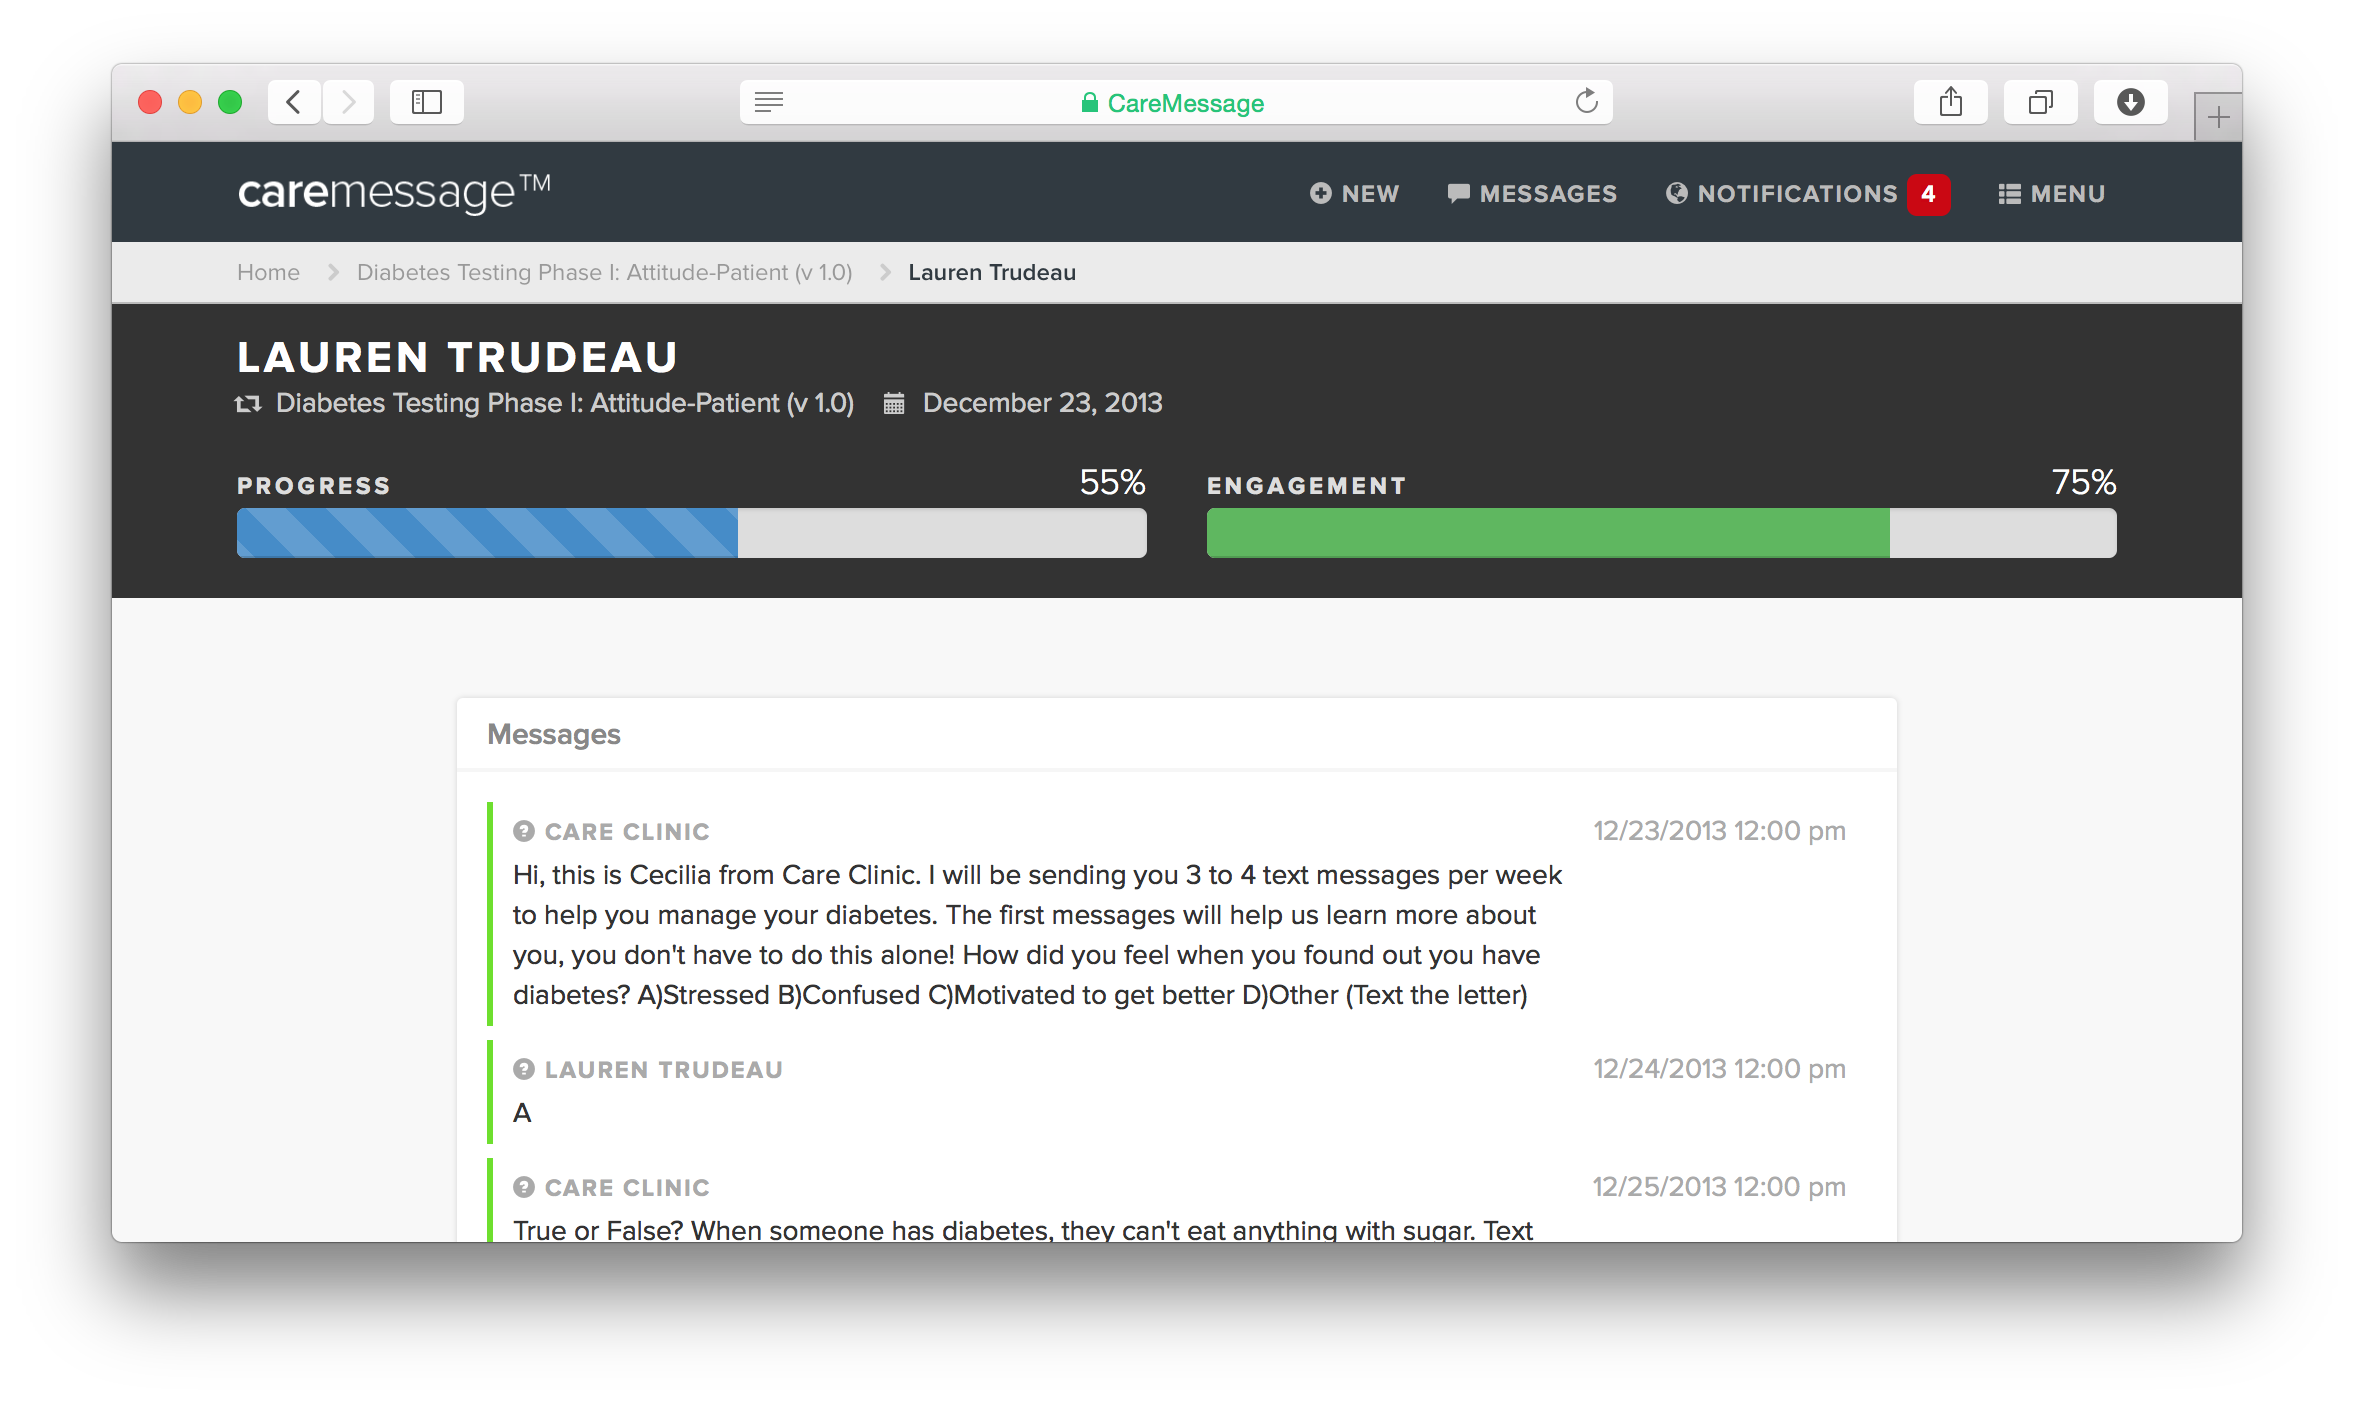 CareMessage
caremessage™
NEW
MESSAGES
NOTIFICATIONS 4
MENU
Home
Diabetes Testing Phase I: Attitude-Patient (v 1.0)
Lauren Trudeau
LAUREN TRUDEAU
Diabetes Testing Phase I: Attitude-Patient (v 1.0) December 23, 2013
PROGRESS 55%
ENGAGEMENT 75%
Messages
CARE CLINIC 12/23/2013 12:00 pm
Hi, this is Cecilia from Care Clinic. I will be sending you 3 to 4 text messages per week
to help you manage your diabetes. The first messages will help us learn more about
you, you don't have to do this alone! How did you feel when you found out you have
diabetes? A)Stressed B)Confused C)Motivated to get better D)Other (Text the letter)
LAUREN TRUDEAU 12/24/2013 12:00 pm
A
CARE CLINIC 12/25/2013 12:00 pm
True or False? When someone has diabetes, they can't eat anything with sugar. Text